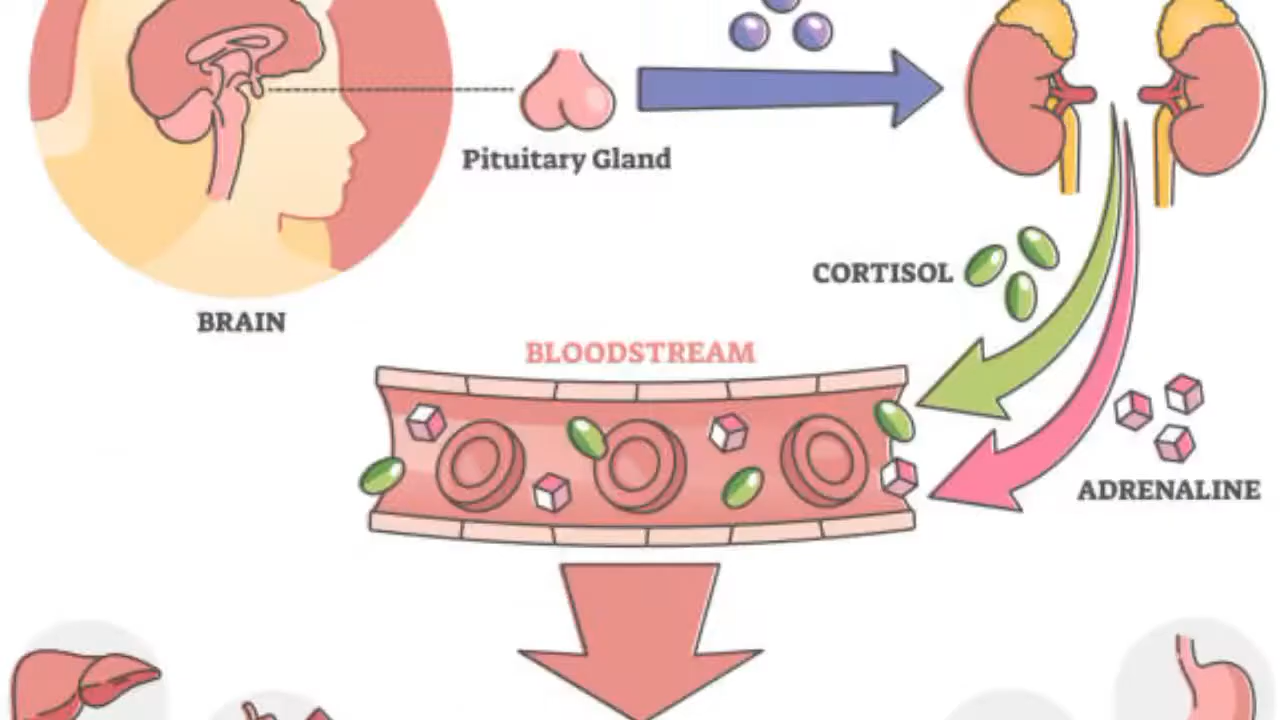 Pituitary Gland
CORTISOL
BRAIN
BLOODSTREAM
ADRENALINE